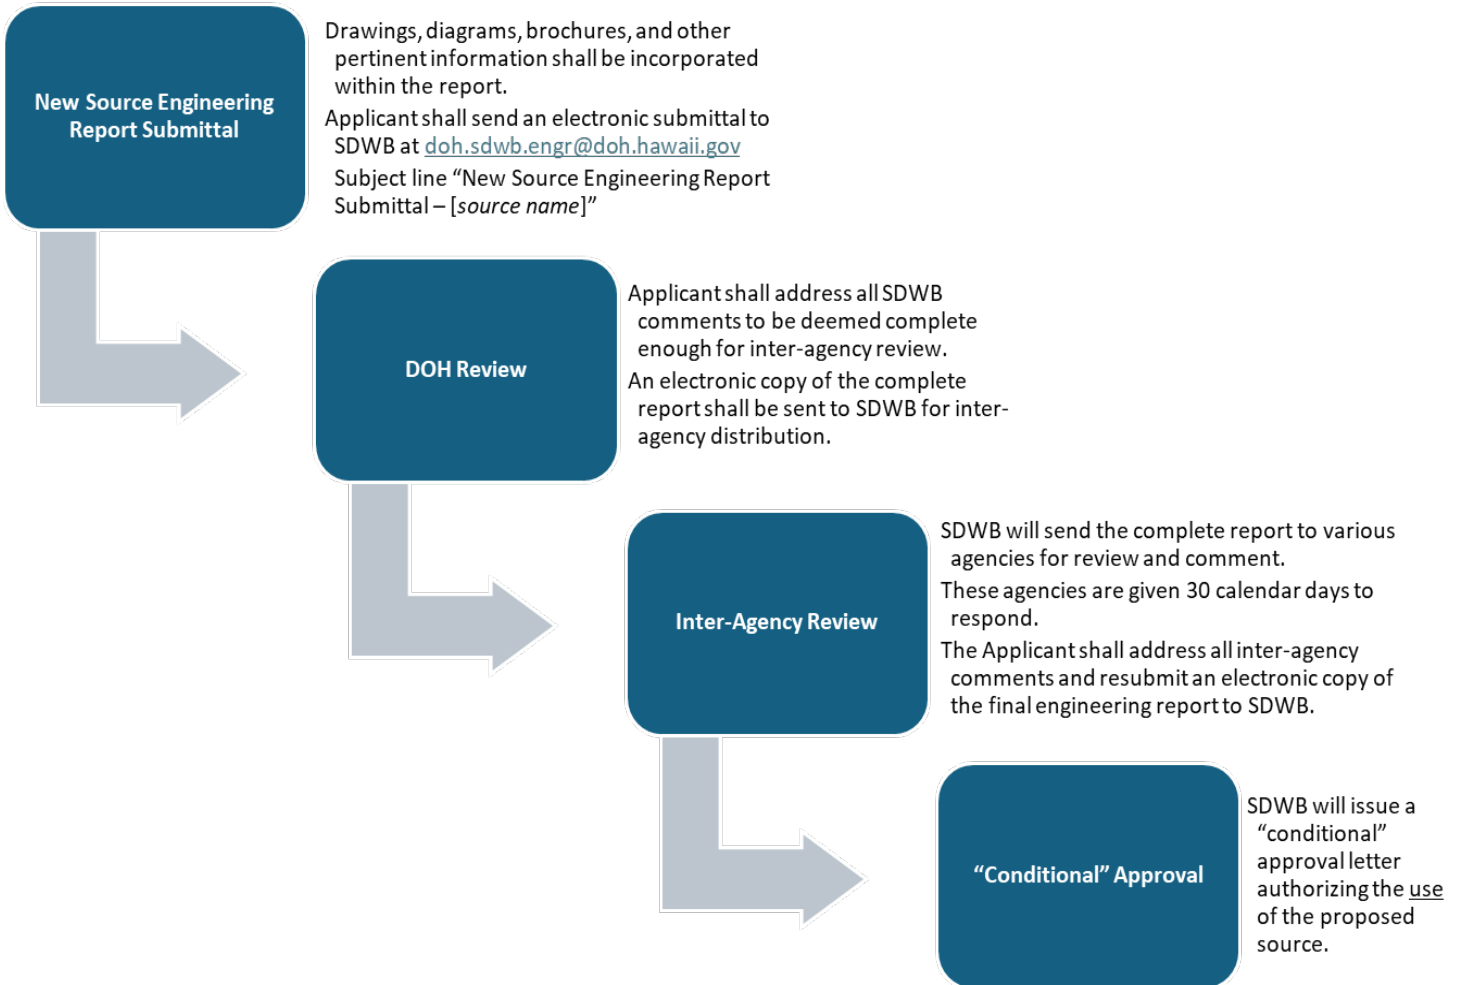 New Source Engineering
Report Submittal
Drawings, diagrams, brochures, and other
pertinent information shall be incorporated
within the report.
Applicant shall send an electronic submittal to
SDWB at doh.sdwb.engr@doh.hawaii.gov
Subject line “New Source Engineering Report
Submittal – [source name]”
DOH Review
Applicant shall address all SDWB
comments to be deemed complete
enough for inter-agency review.
An electronic copy of the complete
report shall be sent to SDWB for inter-
agency distribution.
Inter-Agency Review
SDWB will send the complete report to various
agencies for review and comment.
These agencies are given 30 calendar days to
respond.
The Applicant shall address all inter-agency
comments and resubmit an electronic copy of
the final engineering report to SDWB.
“Conditional” Approval
SDWB will issue a
“conditional”
approval letter
authorizing the use
of the proposed
source.